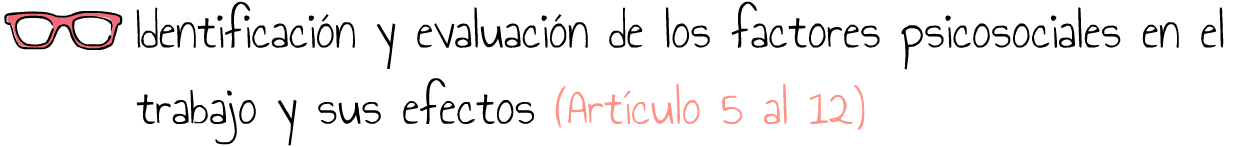 Identificación y evaluación de los factores psicosociales en el
trabajo y sus efectos (Artículo 5 al 12)